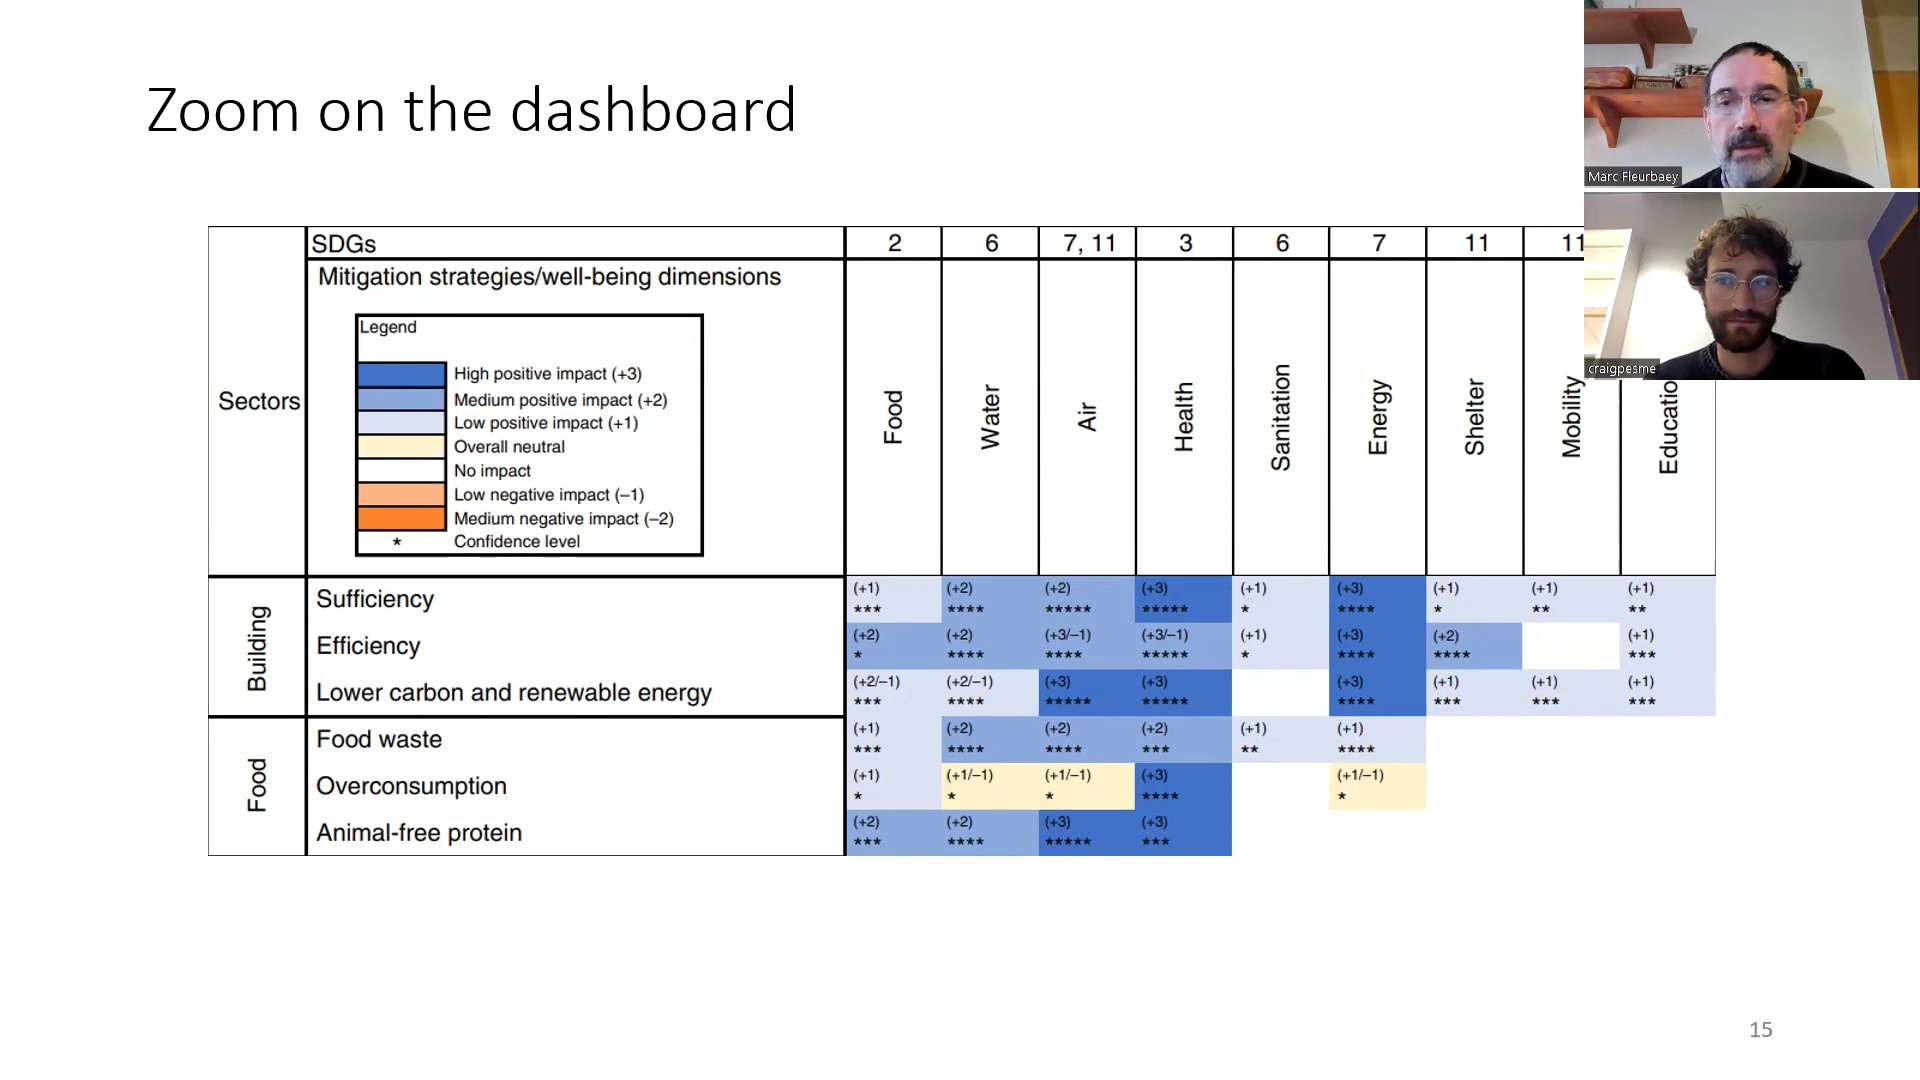 Zoom on the dashboard
Marc Fleurbaey
craigpesme
SDGs 2 6 7, 11 3 6 7 11 11
Mitigation strategies/well-being dimensions
Sectors
Legend
High positive impact (+3)
Medium positive impact (+2)
Low positive impact (+1)
Overall neutral
No impact
Low negative impact (–1)
Medium negative impact (–2)
* Confidence level
Food Water Air Health Sanitation Energy Shelter Mobility Educatio
Building
Sufficiency (+1) (+2) (+2) (+3) (+1) (+3) (+1) (+1) (+1)
*** **** ***** ***** * **** * ** **
Efficiency (+2) (+2) (+3/–1) (+3/–1) (+1) (+3) (+2) (+1)
* **** **** ***** * **** **** ***
Lower carbon and renewable energy (+2/–1) (+2/–1) (+3) (+3) (+3) (+1) (+1) (+1)
*** **** ***** ***** **** *** *** ***
Food
Food waste (+1) (+2) (+2) (+2) (+1) (+1)
*** **** **** *** ** ****
Overconsumption (+1) (+1/–1) (+1/–1) (+3) (+1/–1)
* * * **** *
Animal-free protein (+2) (+2) (+3) (+3)
*** **** ***** ***
15